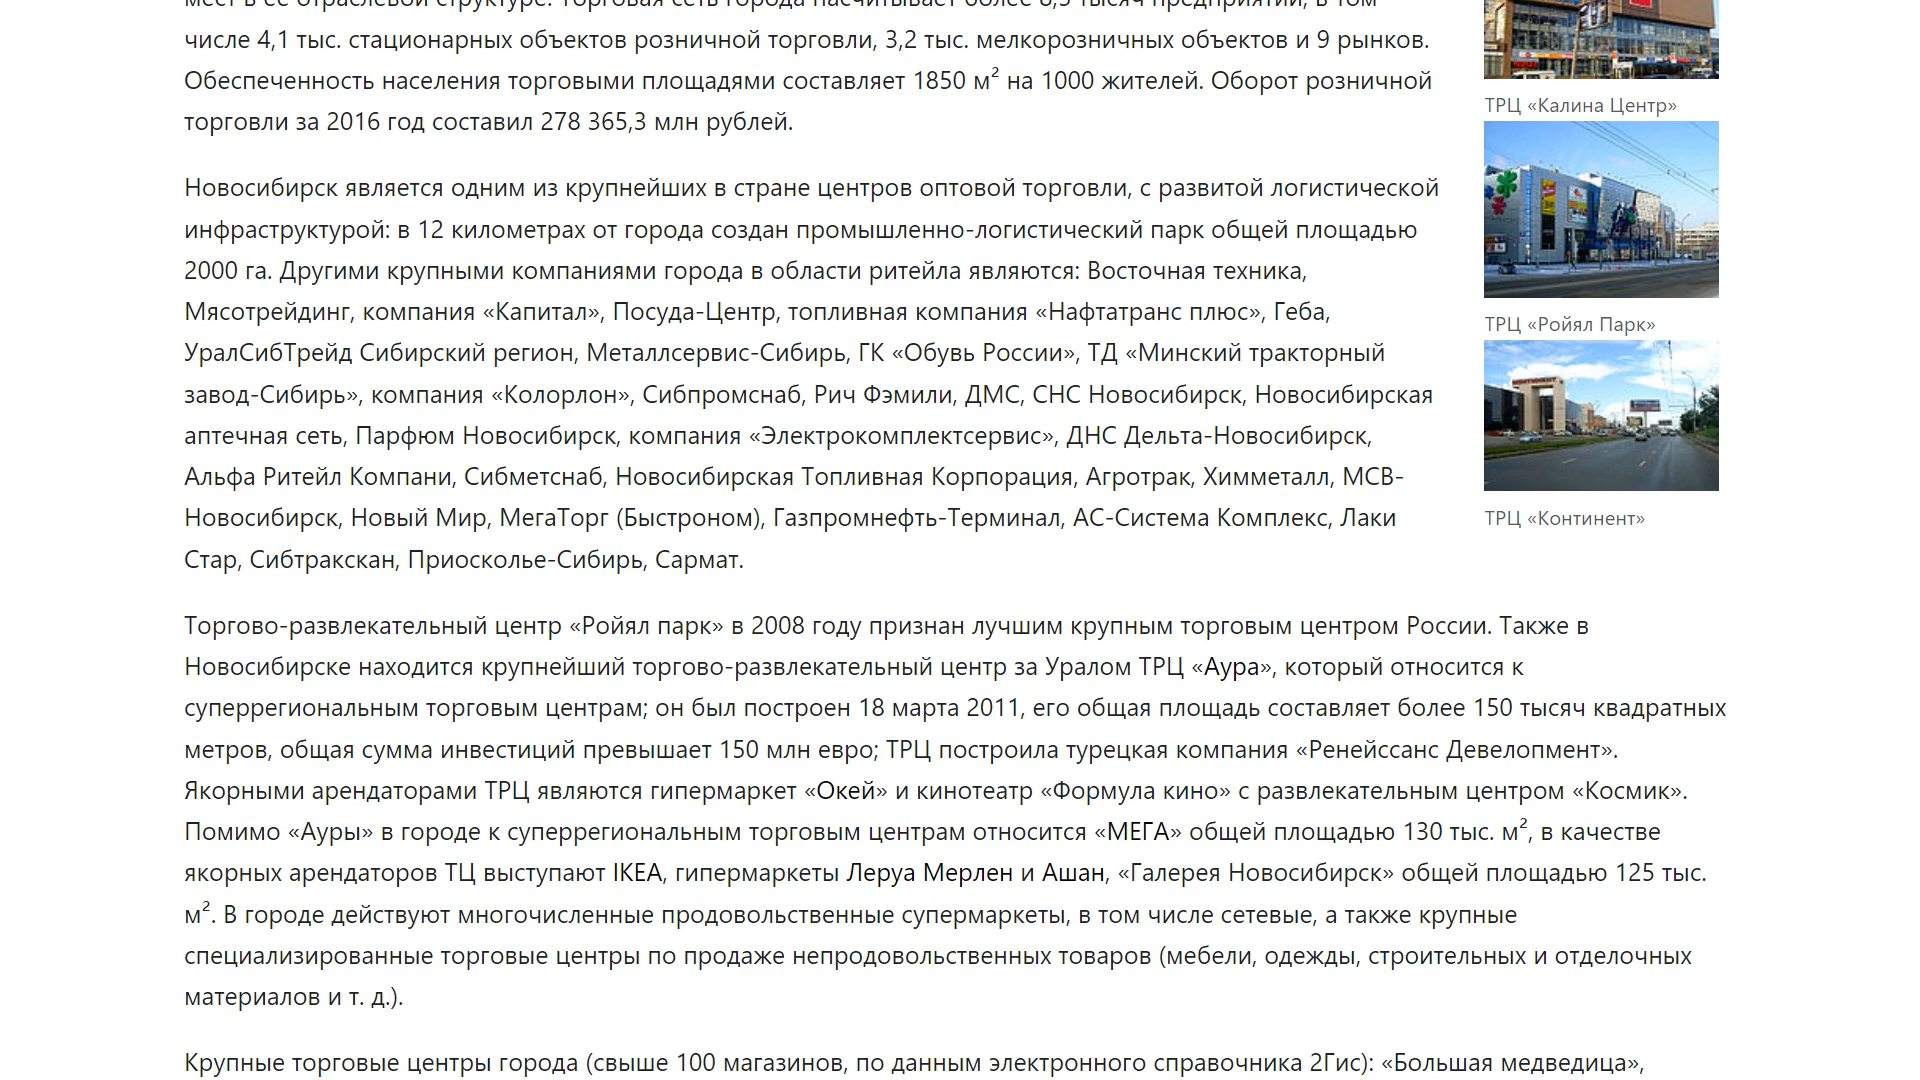 мест в её отраслевой структуре. Торговая сеть города насчитывает более 8,5 тысяч предприятий, в том
числе 4,1 тыс. стационарных объектов розничной торговли, 3,2 тыс. мелкорозничных объектов и 9 рынков.
Обеспеченность населения торговыми площадями составляет 1850 м² на 1000 жителей. Оборот розничной
торговли за 2016 год составил 278 365,3 млн рублей.
Новосибирск является одним из крупнейших в стране центров оптовой торговли, с развитой логистической
инфраструктурой: в 12 километрах от города создан промышленно-логистический парк общей площадью
2000 га. Другими крупными компаниями города в области ритейла являются: Восточная техника,
Мясотрейдинг, компания «Капитал», Посуда-Центр, топливная компания «Нафтатранс плюс», Геба,
УралСибТрейд Сибирский регион, Металлсервис-Сибирь, ГК «Обувь России», ТД «Минский тракторный
завод-Сибирь», компания «Колорлон», Сибпромснаб, Рич Фэмили, ДМС, СНС Новосибирск, Новосибирская
аптечная сеть, Парфюм Новосибирск, компания «Электрокомплектсервис», ДНС Дельта-Новосибирск,
Альфа Ритейл Компани, Сибметснаб, Новосибирская Топливная Корпорация, Агротрак, Химметалл, МСВ-
Новосибирск, Новый Мир, МегаТорг (Быстроном), Газпромнефть-Терминал, АС-Система Комплекс, Лаки
Стар, Сибтракскан, Приосколье-Сибирь, Сармат.
ТРЦ «Калина Центр»
ТРЦ «Ройял Парк»
ТРЦ «Континент»
Торгово-развлекательный центр «Ройял парк» в 2008 году признан лучшим крупным торговым центром России. Также в
Новосибирске находится крупнейший торгово-развлекательный центр за Уралом ТРЦ «Аура», который относится к
суперрегиональным торговым центрам; он был построен 18 марта 2011, его общая площадь составляет более 150 тысяч квадратных
метров, общая сумма инвестиций превышает 150 млн евро; ТРЦ построила турецкая компания «Ренейссанс Девелопмент».
Якорными арендаторами ТРЦ являются гипермаркет «Окей» и кинотеатр «Формула кино» с развлекательным центром «Космик».
Помимо «Ауры» в городе к суперрегиональным торговым центрам относится «МЕГА» общей площадью 130 тыс. м², в качестве
якорных арендаторов ТЦ выступают IKEA, гипермаркеты Леруа Мерлен и Ашан, «Галерея Новосибирск» общей площадью 125 тыс.
м². В городе действуют многочисленные продовольственные супермаркеты, в том числе сетевые, а также крупные
специализированные торговые центры по продаже непродовольственных товаров (мебели, одежды, строительных и отделочных
материалов и т. д.).
Крупные торговые центры города (свыше 100 магазинов, по данным электронного справочника 2Гис): «Большая медведица»,